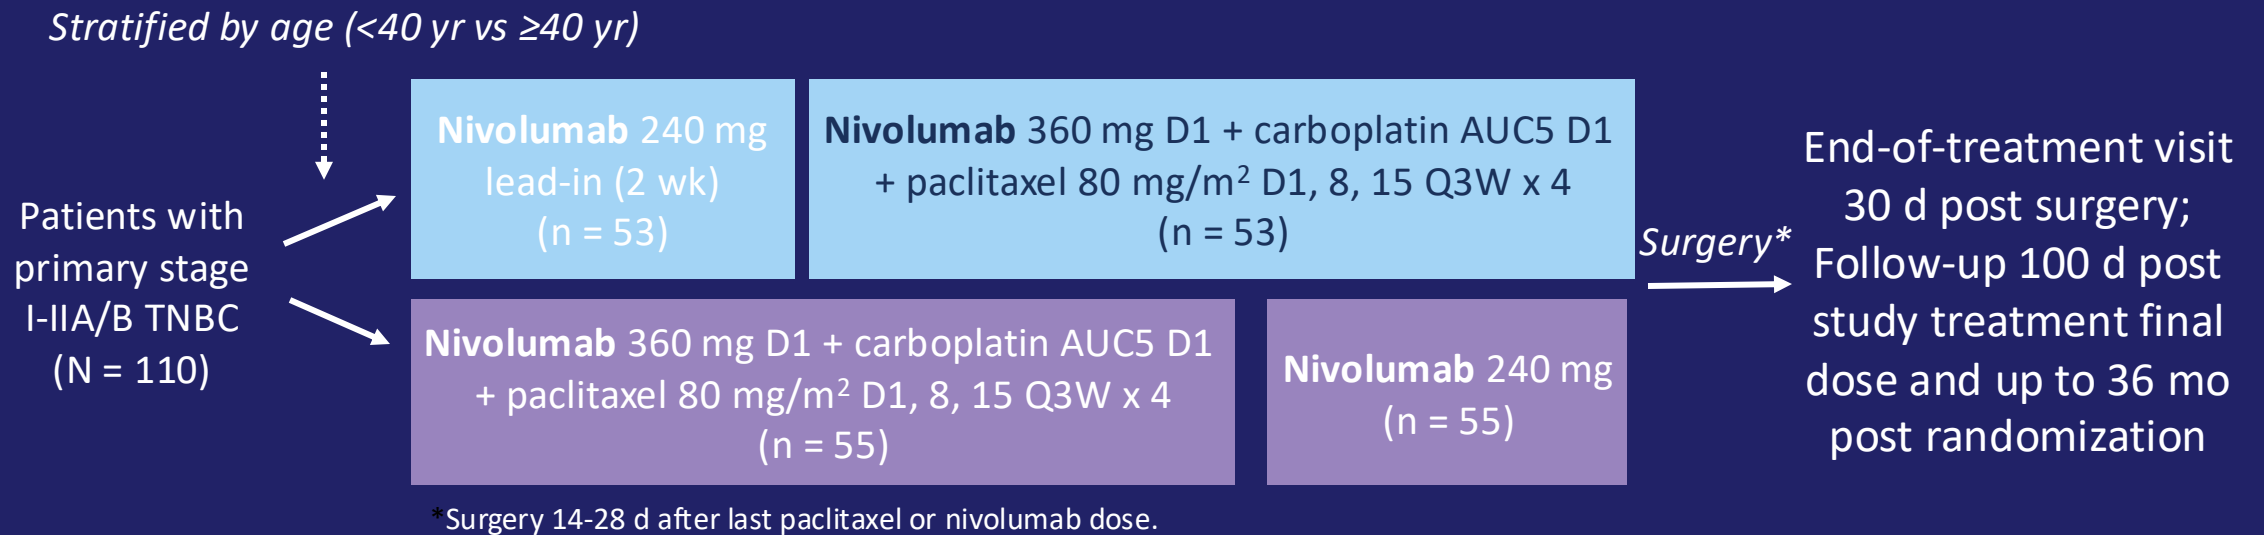 Stratified by age (<40 yr vs ≥40 yr)
Patients with
primary stage
I-IIA/B TNBC
(N = 110)
Nivolumab 240 mg
lead-in (2 wk)
(n = 53)
Nivolumab 360 mg D1 + carboplatin AUC5 D1
+ paclitaxel 80 mg/m² D1, 8, 15 Q3W x 4
(n = 53)
Nivolumab 360 mg D1 + carboplatin AUC5 D1
+ paclitaxel 80 mg/m² D1, 8, 15 Q3W x 4
(n = 55)
Nivolumab 240 mg
(n = 55)
Surgery*
End-of-treatment visit
30 d post surgery;
Follow-up 100 d post
study treatment final
dose and up to 36 mo
post randomization
*Surgery 14-28 d after last paclitaxel or nivolumab dose.